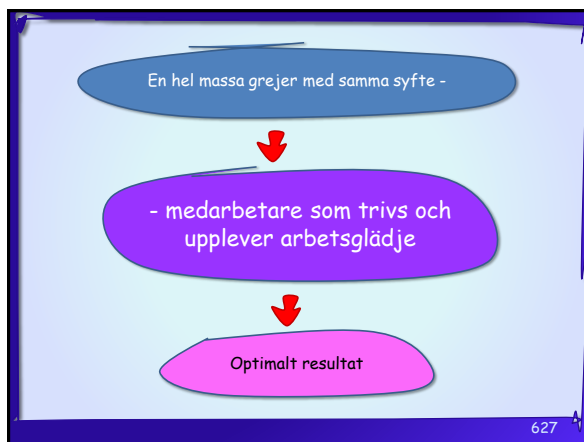 En hel massa grejer med samma syfte -
- medarbetare som trivs och
upplever arbetsglädje
Optimalt resultat
627